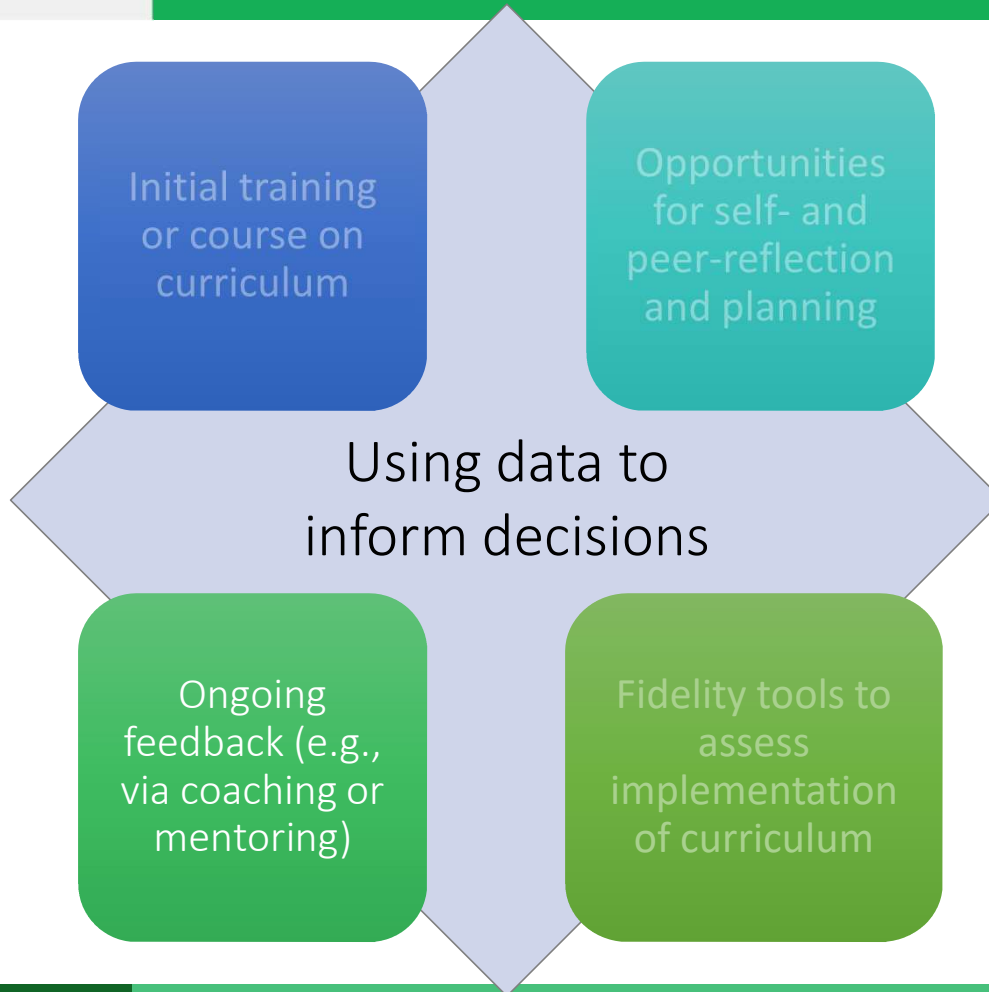 Initial training
or course on
curriculum
Opportunities
for self- and
peer-reflection
and planning
Using data to
inform decisions
Ongoing
feedback (e.g.,
via coaching or
mentoring)
Fidelity tools to
assess
implementation
of curriculum